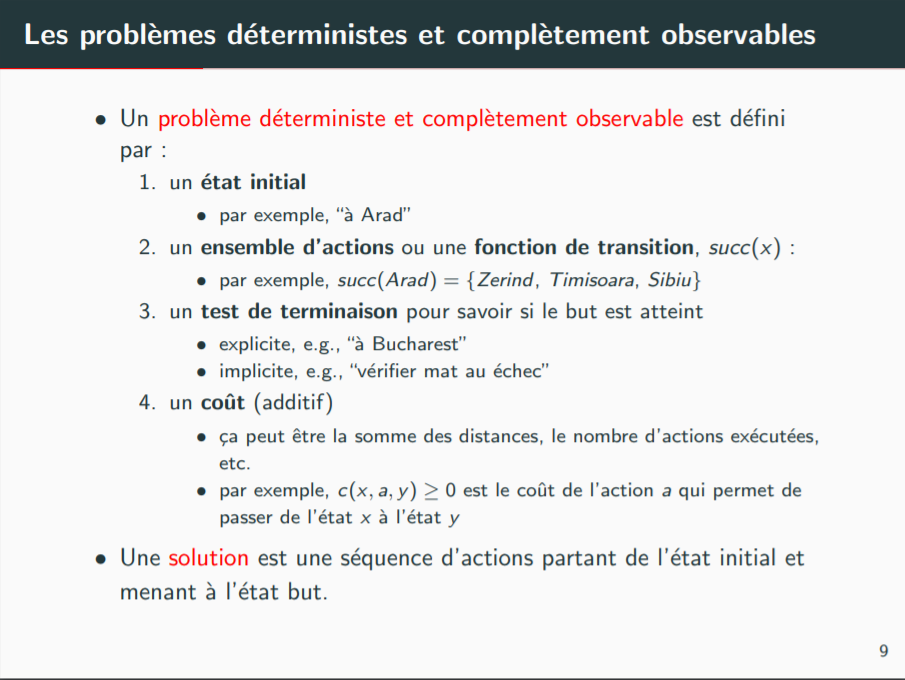 Les problèmes déterministes et complètement observables
• Un problème déterministe et complètement observable est défini
par :
1. un état initial
• par exemple, “à Arad”
2. un ensemble d’actions ou une fonction de transition, succ(x) :
• par exemple, succ(Arad) = {Zerind, Timisoara, Sibiu}
3. un test de terminaison pour savoir si le but est atteint
• explicite, e.g., “à Bucharest”
• implicite, e.g., “vérifier mat au échec”
4. un coût (additif)
• ça peut être la somme des distances, le nombre d’actions exécutées,
etc.
• par exemple, c(x, a, y) ≥ 0 est le coût de l’action a qui permet de
passer de l’état x à l’état y
• Une solution est une séquence d’actions partant de l’état initial et
menant à l’état but.
9